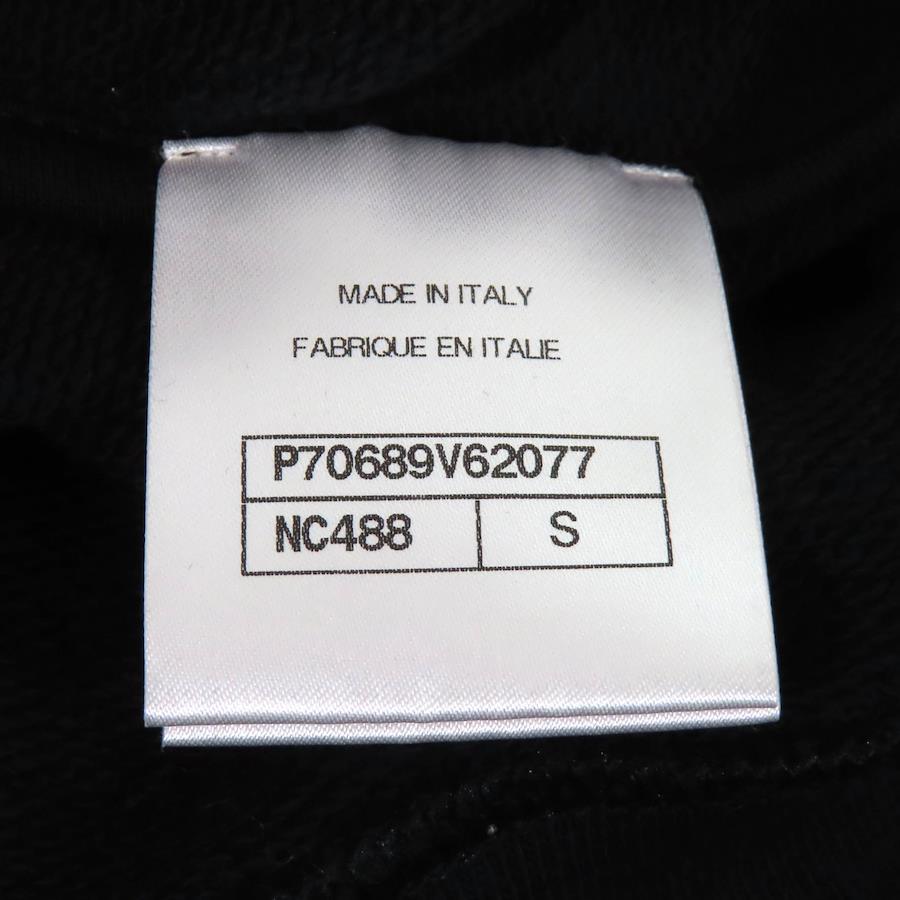 MADE IN ITALY
FABRIQUE EN ITALIE
P70689V62077
NC488 S